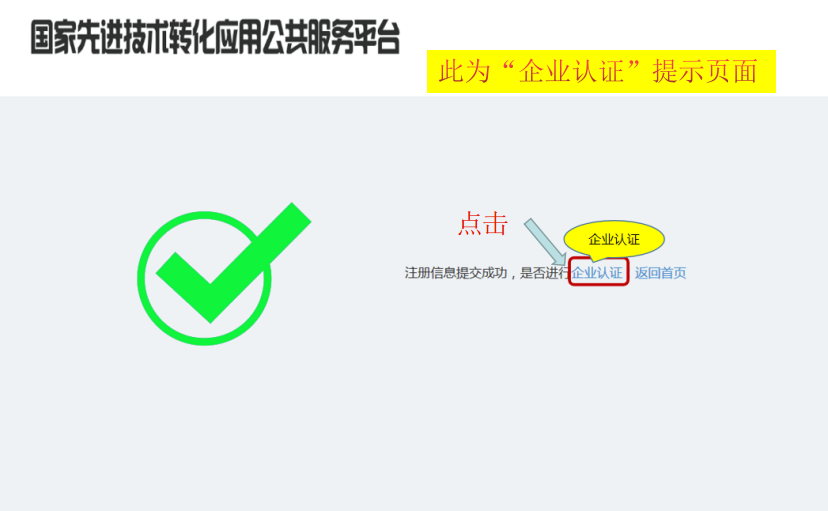 国家先进技术转化应用公共服务平台
此为“企业认证”提示页面
点击
企业认证
注册信息提交成功，是否进行企业认证 返回首页